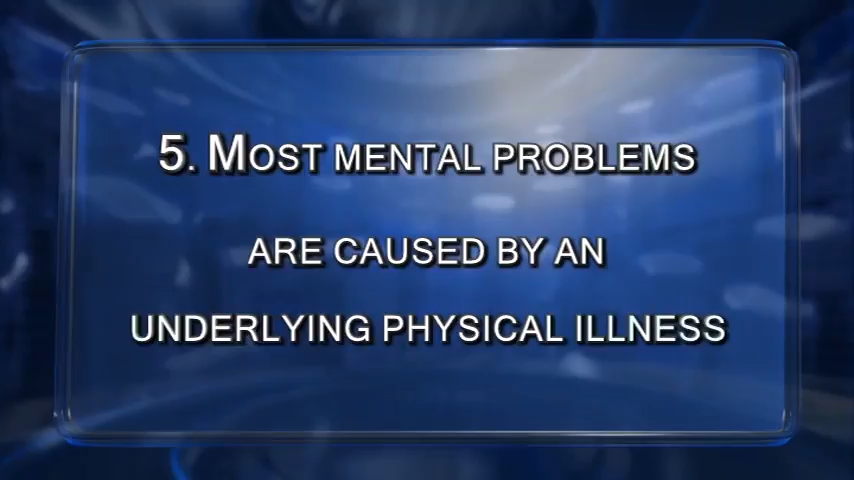 5. MOST MENTAL PROBLEMS
ARE CAUSED BY AN
UNDERLYING PHYSICAL ILLNESS